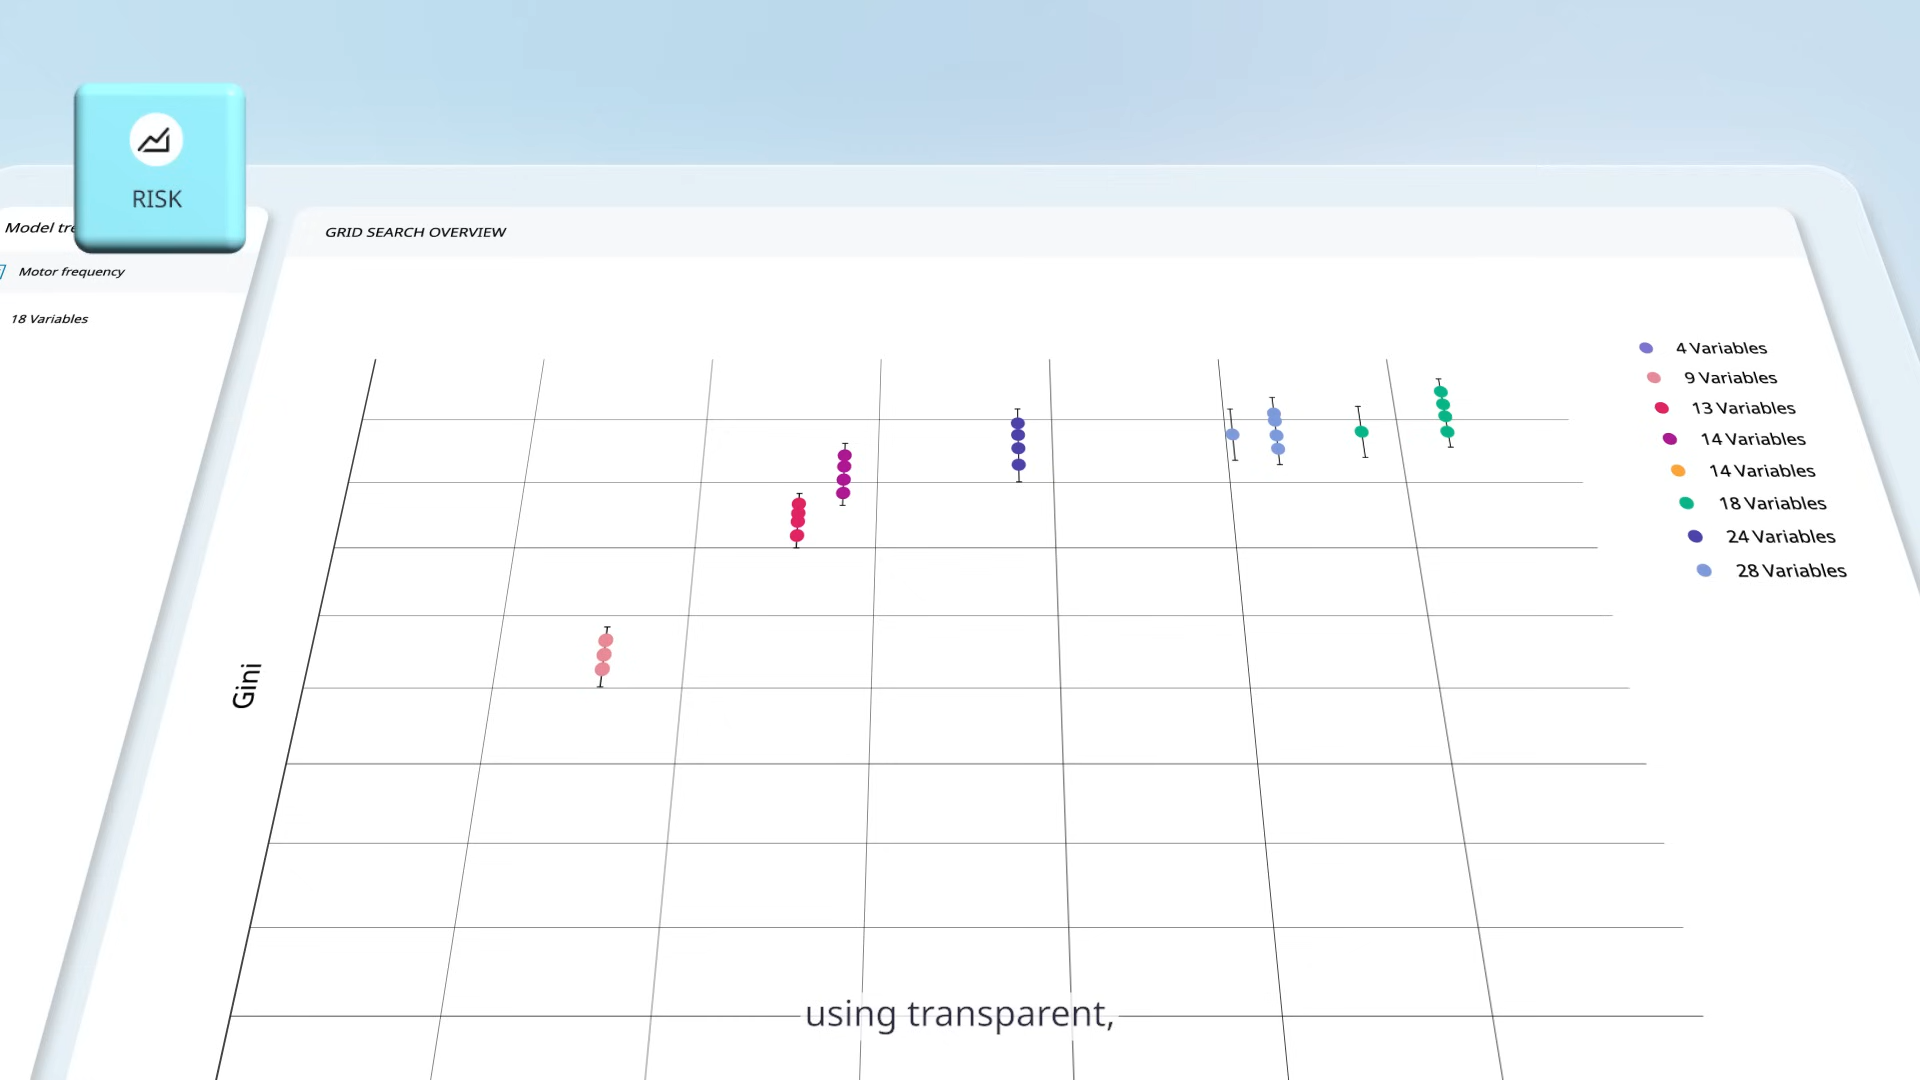 RISK
Model tre
Motor frequency
18 Variables
GRID SEARCH OVERVIEW
4 Variables
9 Variables
13 Variables
14 Variables
14 Variables
18 Variables
24 Variables
28 Variables
Gini
using transparent,